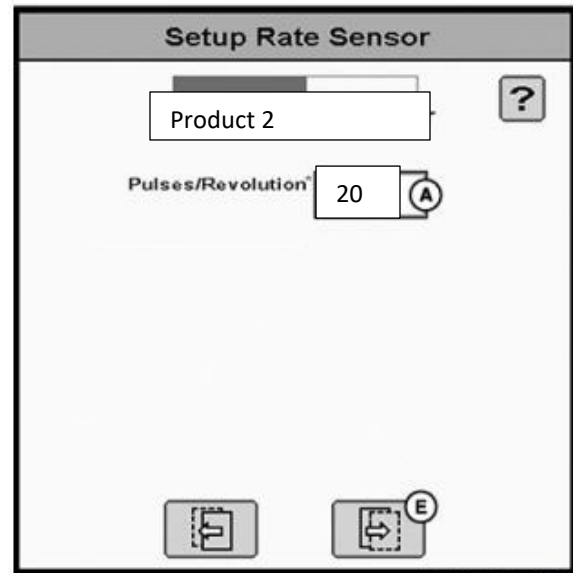 Setup Rate Sensor
?
Product 2
Pulses/Revolution*
20
A
E